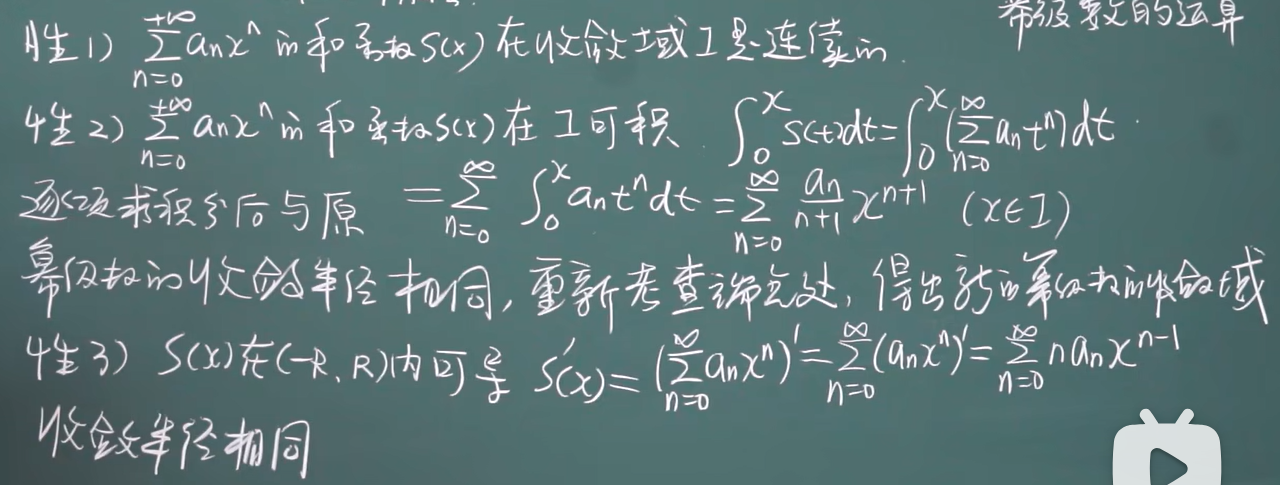 幂级数的运算
性1) \sum_{n=0}^{+\infty} a_n x^n 的和函数S(x)在收敛域I是连续的.
性2) \sum_{n=0}^{+\infty} a_n x^n 的和函数S(x)在I可积. \int_0^x S(t)dt = \int_0^x (\sum_{n=0}^{\infty} a_n t^n)dt.
逐项求积分后与原 = \sum_{n=0}^{\infty} \int_0^x a_n t^n dt = \sum_{n=0}^{\infty} \frac{a_n}{n+1} x^{n+1} (x∈I)
幂级数的收敛半径相同, 重新考查端点处, 得出新的幂级数的收敛域
性3) S(x)在(-R, R)内可导 S'(x) = (\sum_{n=0}^{\infty} a_n x^n)' = \sum_{n=0}^{\infty} (a_n x^n)' = \sum_{n=0}^{\infty} n a_n x^{n-1}
收敛半径相同